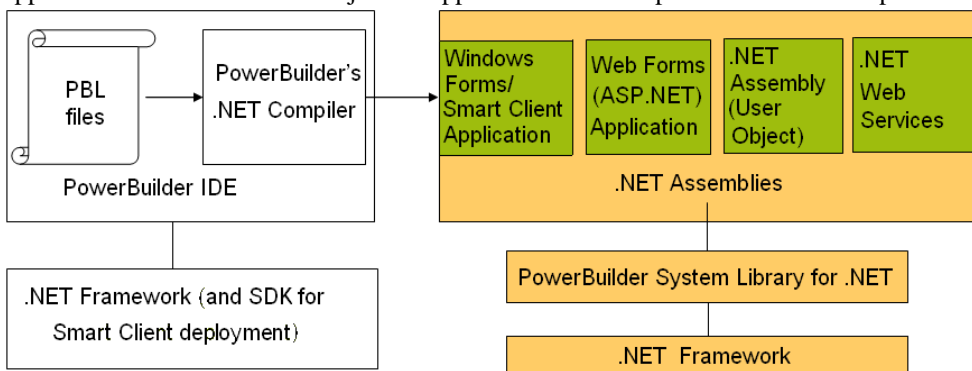 PBL
files
PowerBuilder's
.NET Compiler
PowerBuilder IDE
.NET Framework (and SDK for
Smart Client deployment)
Windows
Forms/
Smart Client
Application
Web Forms
(ASP.NET)
Application
.NET
Assembly
(User
Object)
.NET
Web
Services
.NET Assemblies
PowerBuilder System Library for .NET
.NET Framework